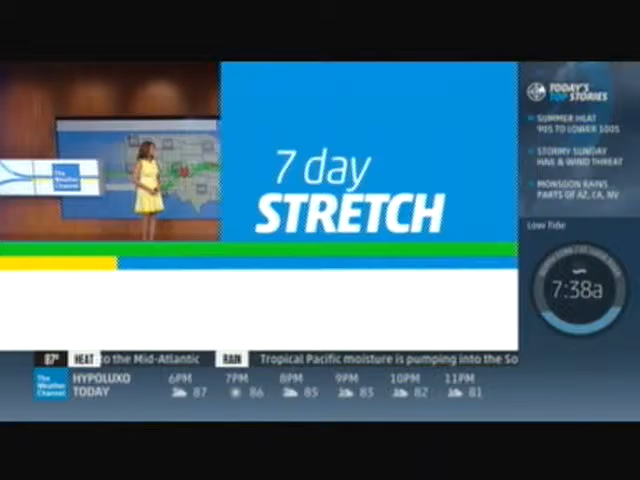 7 day
STRETCH
The
Weather
Channel
TODAY'S
TOP STORIES
SUMMER HEAT
90S TO LOWER 100S
STORMY SUNDAY
HAIL & WIND THREAT
MONSOON RAINS
PARTS OF AZ, CA, NV
Low Tide
7:38a
87° HEAT to the Mid-Atlantic RAIN Tropical Pacific moisture is pumping into the So
The
Weather
Channel
HYPOLUXO 6PM 7PM 8PM 9PM 10PM 11PM
TODAY 87 86 85 83 82 81